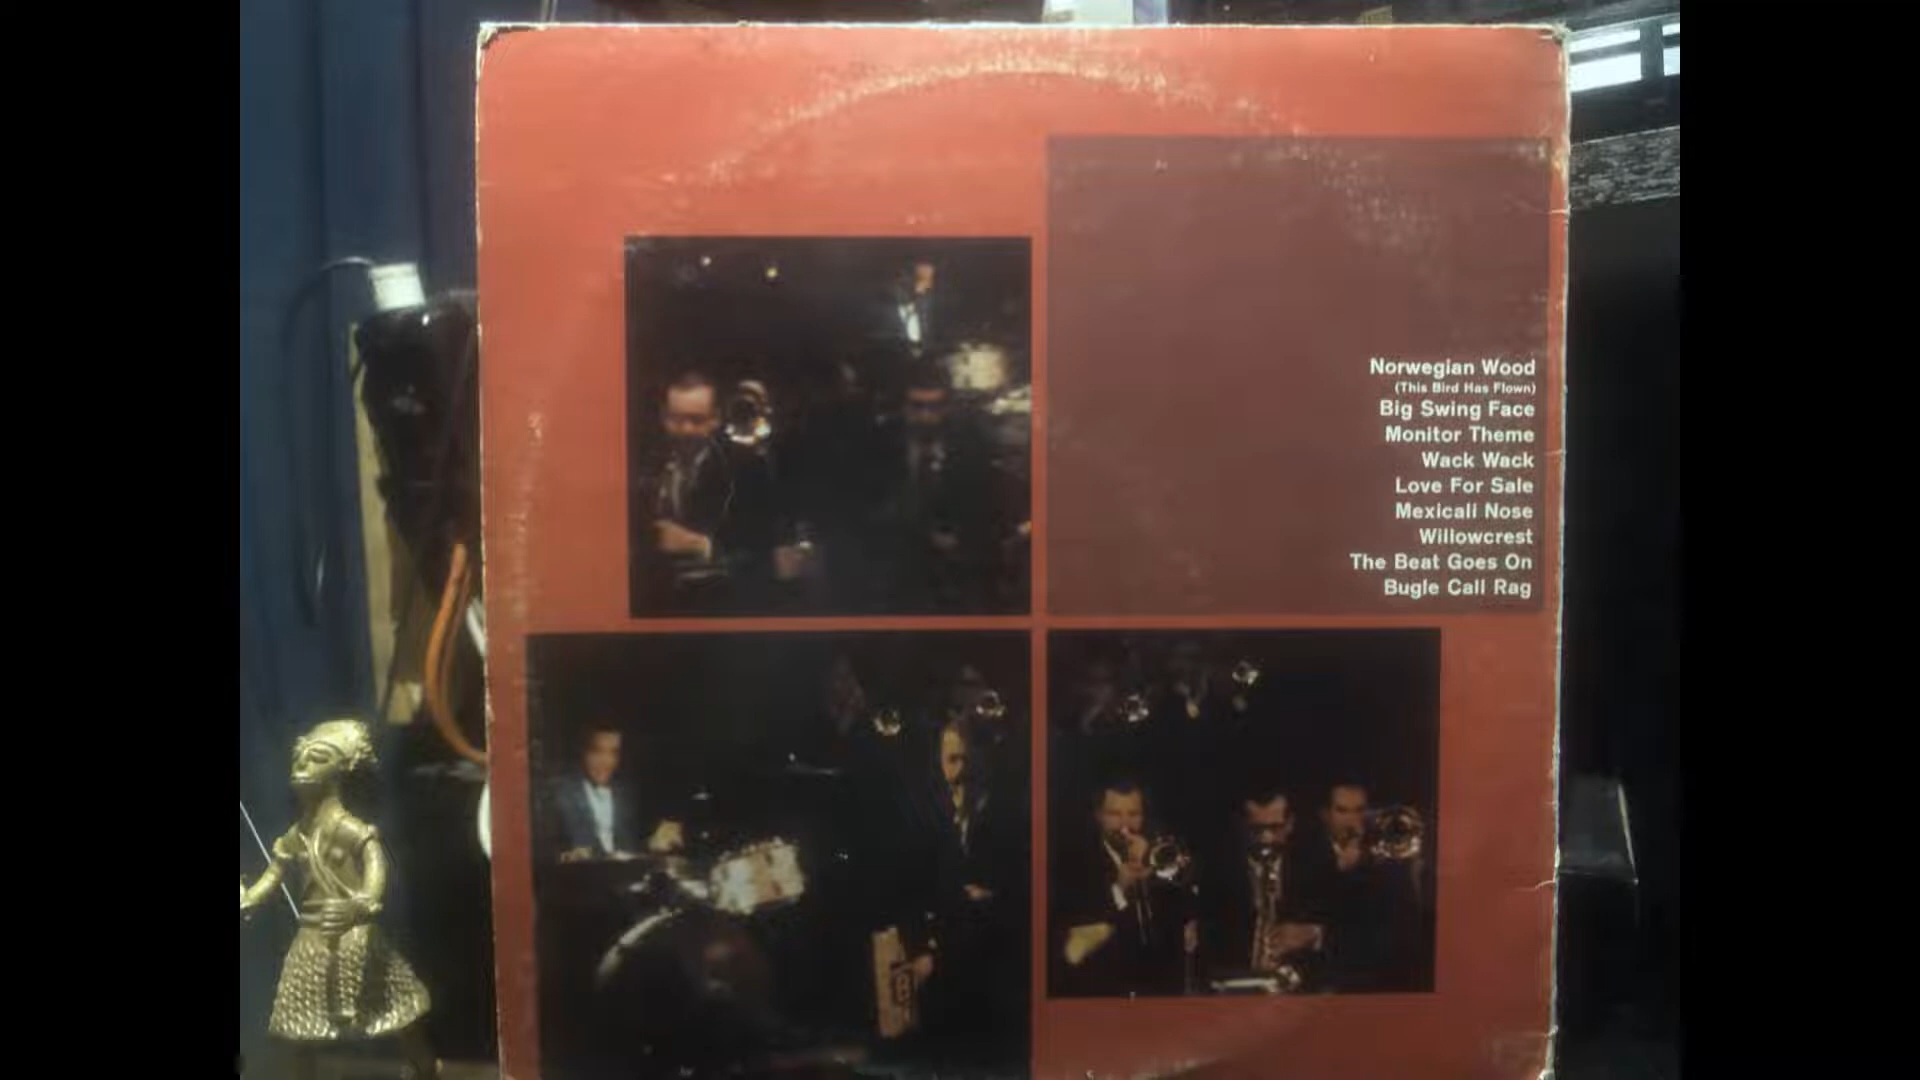 Norwegian Wood
(This Bird Has Flown)
Big Swing Face
Monitor Theme
Wack Wack
Love For Sale
Mexicali Nose
Willowcrest
The Beat Goes On
Bugle Call Rag